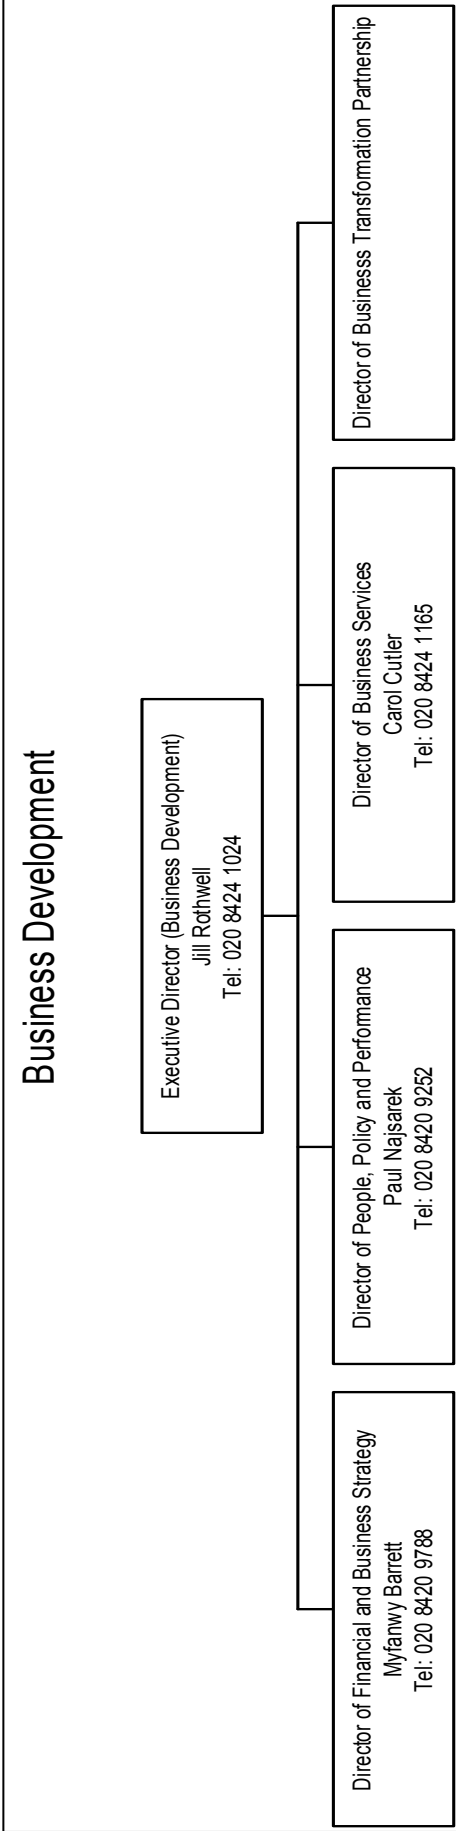 Business Development
Executive Director (Business Development)
Jill Rothwell
Tel: 020 8424 1024
Director of Financial and Business Strategy
Myfanwy Barrett
Tel: 020 8420 9788
Director of People, Policy and Performance
Paul Najsarek
Tel: 020 8420 9252
Director of Business Services
Carol Cutler
Tel: 020 8424 1165
Director of Businesss Transformation Partnership